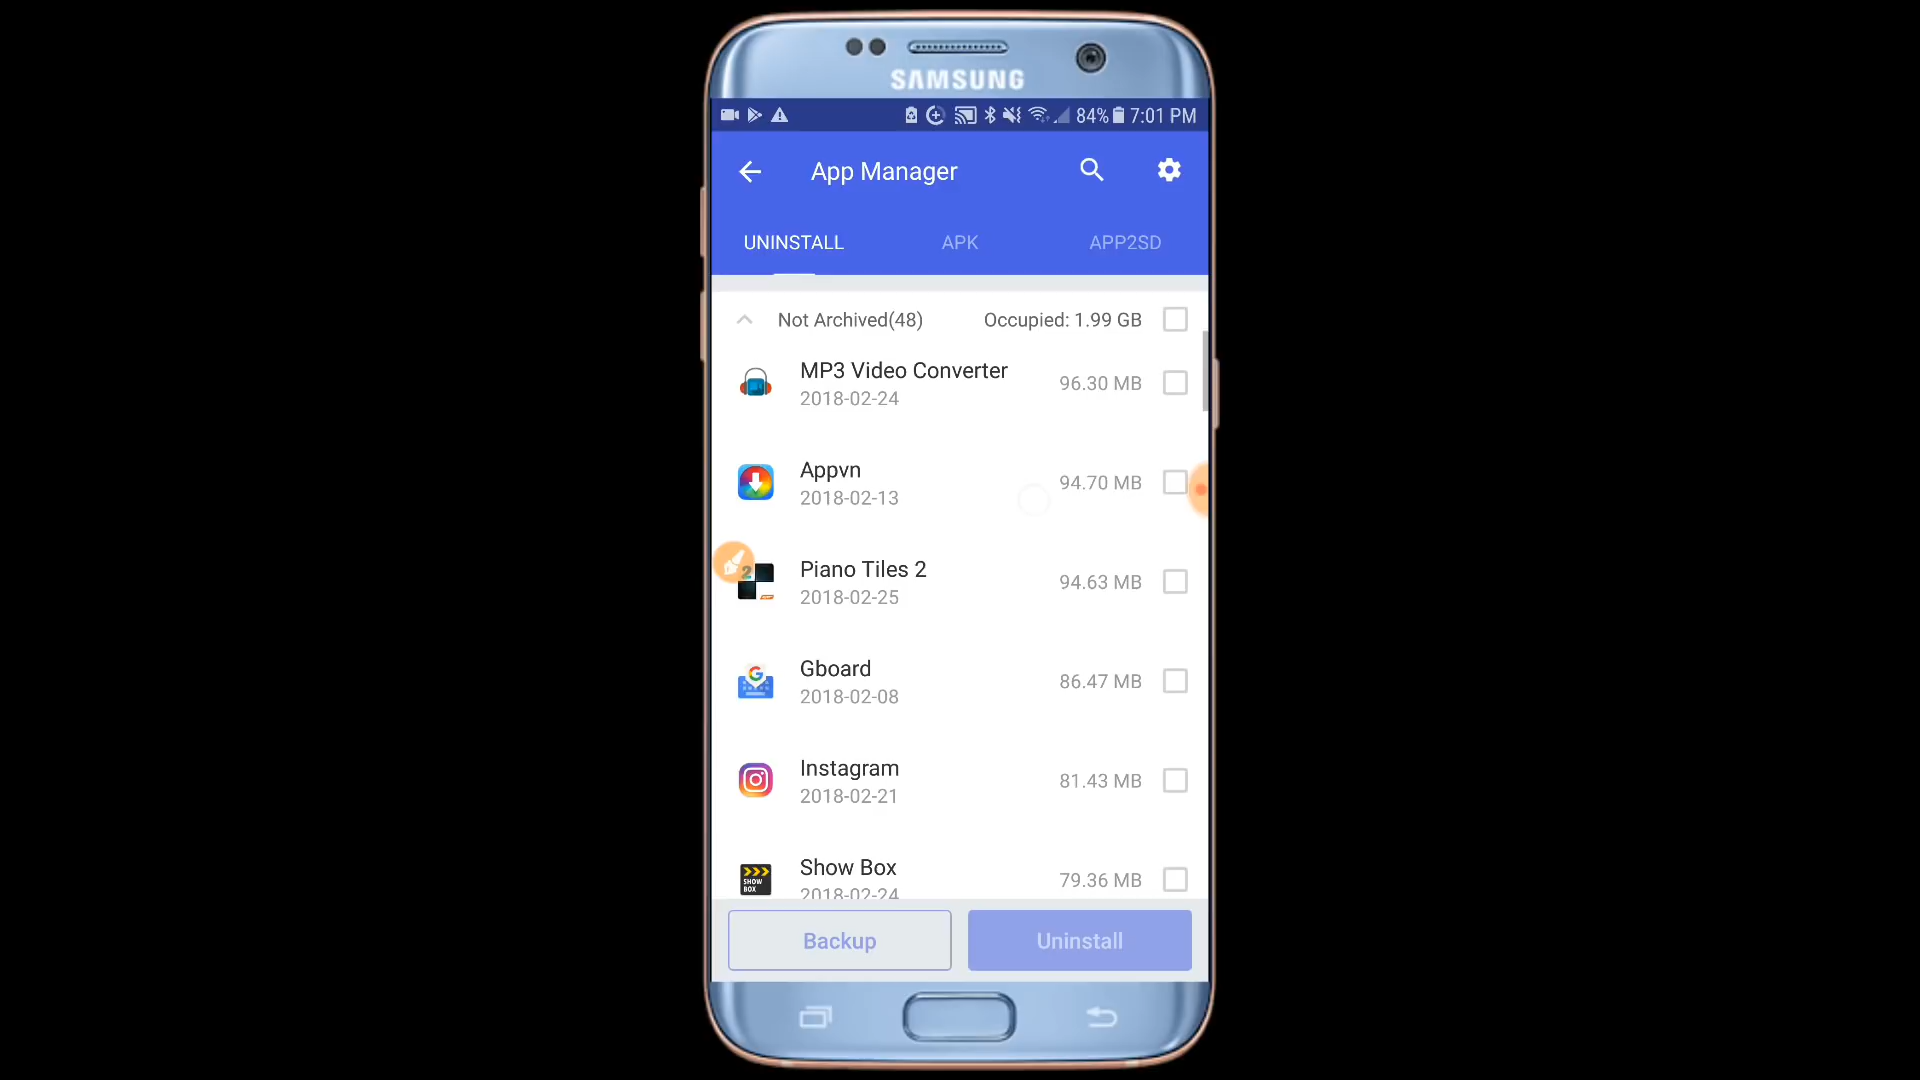 SAMSUNG
84% 7:01 PM
App Manager
UNINSTALL APK APP2SD
Not Archived(48) Occupied: 1.99 GB
MP3 Video Converter
2018-02-24
96.30 MB
Appvn
2018-02-13
94.70 MB
2
Piano Tiles 2
2018-02-25
94.63 MB
G
Gboard
2018-02-08
86.47 MB
Instagram
2018-02-21
81.43 MB
SHOW
BOX
Show Box
2018-02-24
79.36 MB
Backup Uninstall